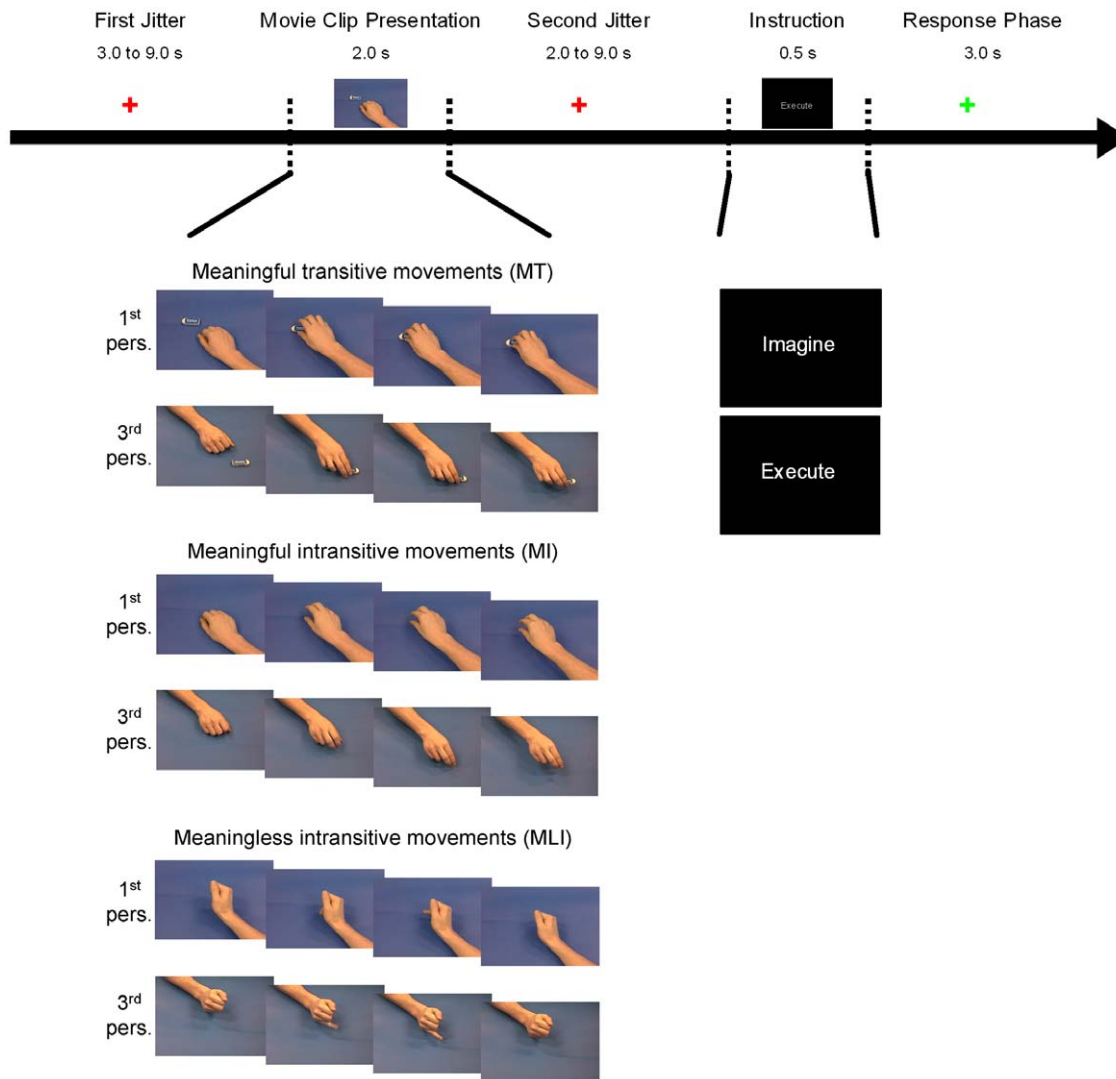 First Jitter
Movie Clip Presentation
Second Jitter
Instruction
Response Phase
3.0 to 9.0 s
2.0 s
2.0 to 9.0 s
0.5 s
3.0 s
Execute
Meaningful transitive movements (MT)
1st
pers.
Imagine
3rd
pers.
Execute
Meaningful intransitive movements (MI)
1st
pers.
3rd
pers.
Meaningless intransitive movements (MLI)
1st
pers.
3rd
pers.